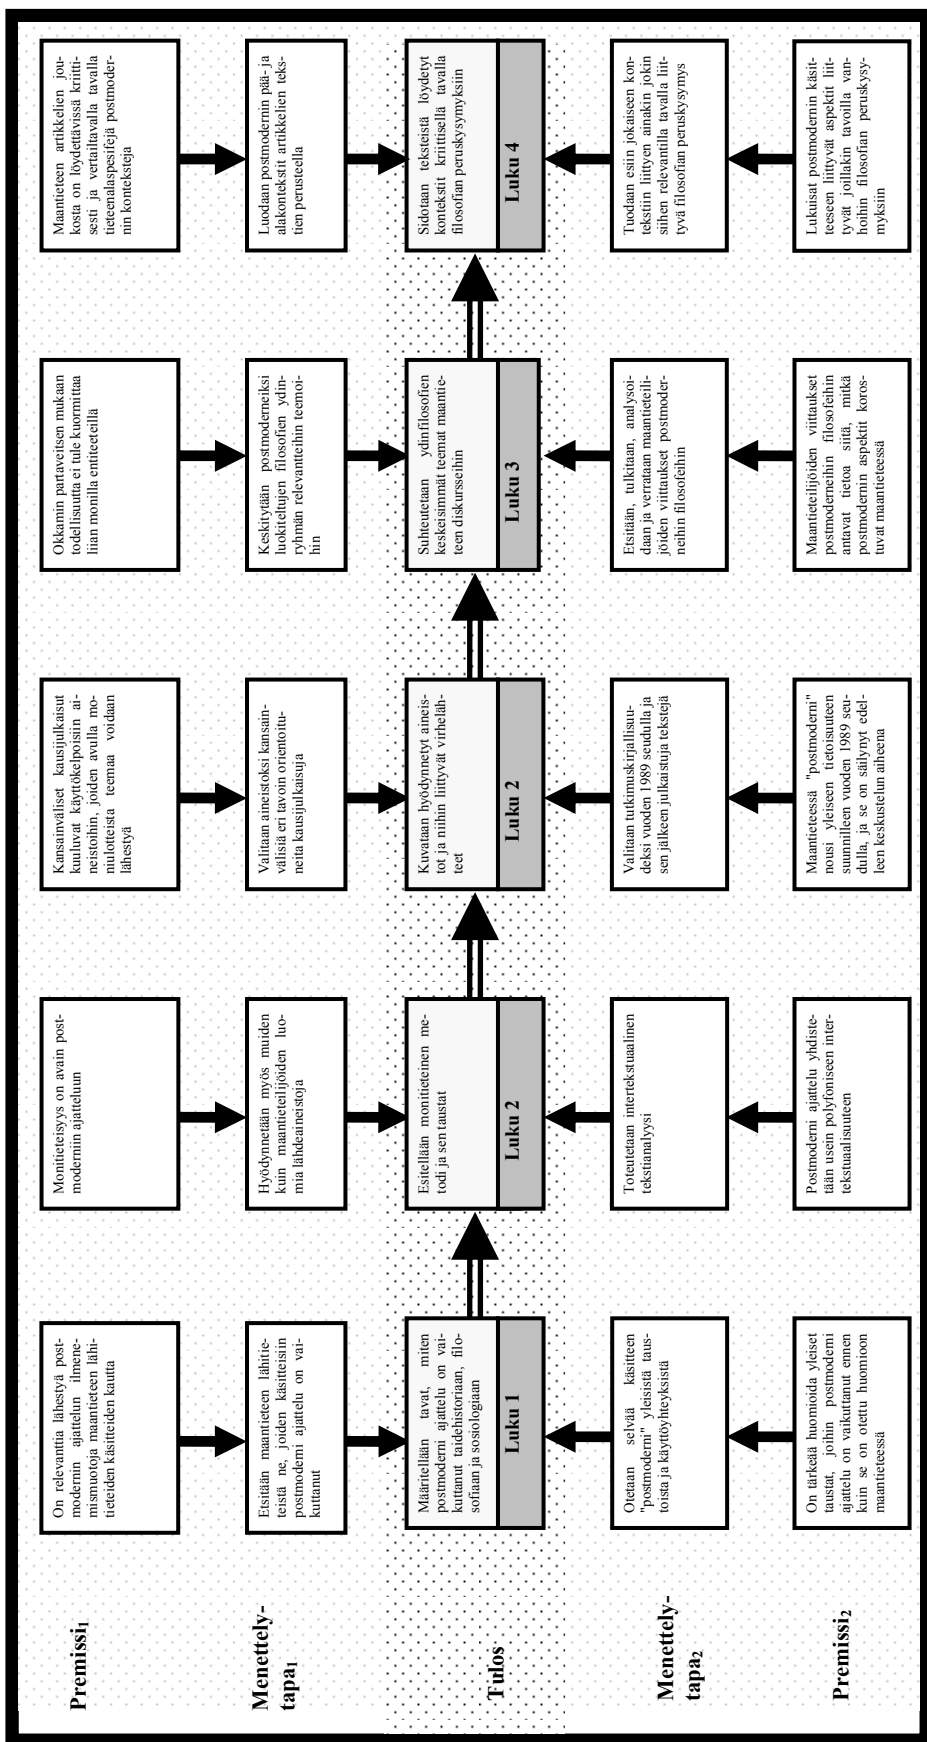 Premissi₁
On relevanttia lähestyä post-
modernin ajattelun ilmene-
mismuotoja maantieteen lähi-
tieteiden käsitteiden kautta
Monitieteisyys on avain post-
moderniin ajatteluun
Kansainväliset kausijulkaisut
kuuluvat käyttökelpoisiin ai-
neistoihin, joiden avulla mo-
niulotteista teemaa voidaan
lähestyä
Okkamin partaveitsen mukaan
todellisuutta ei tule kuormittaa
liian monilla entiteeteillä
Maantieteen artikkelien jou-
kosta on löydettävissä kriitti-
sesti ja vertailtavalla tavalla
tieteenalaspesifejä postmoder-
nin konteksteja
Menettely-
tapa₁
Etsitään maantieteen lähitie-
teistä ne, joiden käsitteisiin
postmoderni ajattelu on vai-
kuttanut
Hyödynnetään myös muiden
kuin maantieteilijöiden luo-
mia lähdeaineistoja
Valitaan aineistoksi kansain-
välisiä eri tavoin orientoitu-
neita kausijulkaisuja
Keskitytään postmoderneiksi
luokiteltujen filosofien ydin-
ryhmän relevantteihin teemoi-
hin
Luodaan postmodernin pää- ja
alakontekstit artikkelien teks-
tien perusteella
Tulos
Määritellään tavat, miten
postmoderni ajattelu on vai-
kuttanut taidehistoriaan, filo-
sofiaan ja sosiologiaan
Luku 1
Esitellään monitieteinen me-
todi ja sen taustat
Luku 2
Kuvataan hyödynnetyt aineis-
tot ja niihin liittyvät virheläh-
teet
Luku 2
Suhteutetaan ydinfilosofien
keskeisimmät teemat maantie-
teen diskursseihin
Luku 3
Sidotaan teksteistä löydetyt
kontekstit kriittisellä tavalla
filosofian peruskysymyksiin
Luku 4
Menettely-
tapa₂
Otetaan selvää käsitteen
"postmoderni" yleisistä taus-
toista ja käyttöyhteyksistä
Toteutetaan intertekstuaalinen
tekstianalyysi
Valitaan tutkimuskirjallisuu-
deksi vuoden 1989 seudulla ja
sen jälkeen julkaistuja tekstejä
Etsitään, tulkitaan, analysoi-
daan ja verrataan maantieteili-
jöiden viittaukset postmoder-
neihin filosofeihin
Tuodaan esiin jokaiseen kon-
tekstiin liittyen ainakin jokin
siihen relevantilla tavalla liit-
tyvä filosofian peruskysymys
Premissi₂
On tärkeää huomioida yleiset
taustat, joihin postmoderni
ajattelu on vaikuttanut ennen
kuin se on otettu huomioon
maantieteessä
Postmoderni ajattelu yhdiste-
tään usein polyfoniseen inter-
tekstuaalisuuteen
Maantieteessä "postmoderni"
nousi yleiseen tietoisuuteen
suunnilleen vuoden 1989 seu-
dulla, ja se on säilynyt edel-
leen keskustelun aiheena
Maantieteilijöiden viittaukset
postmoderneihin filosofeihin
antavat tietoa siitä, mitkä
postmodernin aspektit koros-
tuvat maantieteessä
Lukuisat postmodernin käsit-
teeseen liittyvät aspektit liit-
tyvät joillakin tavoilla van-
hoihin filosofian peruskysy-
myksiin